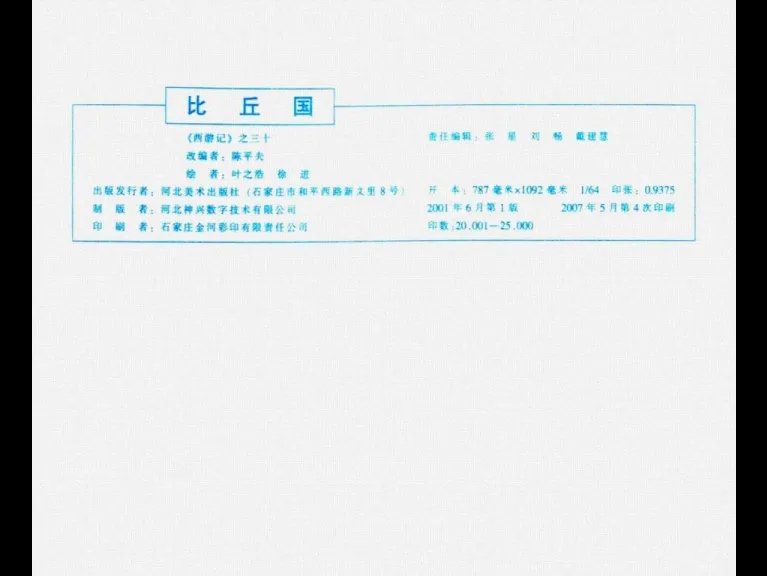 比丘国
《西游记》之三十
改编者：陈平夫
绘　者：叶之浩　徐进
出版发行者：河北美术出版社（石家庄市和平西路新文里8号）
制　版　者：河北神兴数字技术有限公司
印　刷　者：石家庄金河彩印有限责任公司
责任编辑：张　星　刘　畅　戴建慧
开　本：787毫米×1092毫米　1/64　印张：0.9375
2001年6月第1版　2007年5月第4次印刷
印数:20.001—25.000